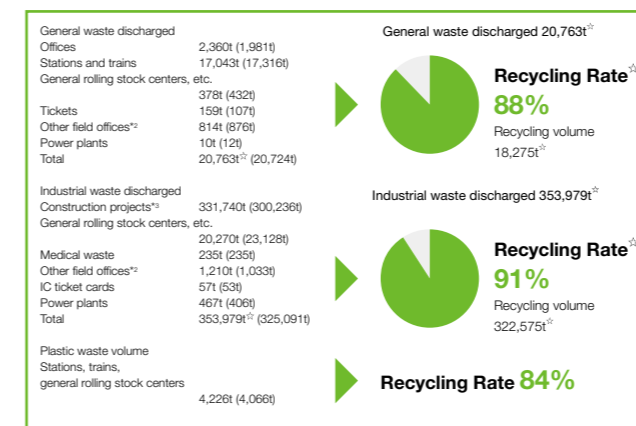 General waste discharged
Offices 2,360t (1,981t)
Stations and trains 17,043t (17,316t)
General rolling stock centers, etc.
378t (432t)
Tickets 159t (107t)
Other field offices*2 814t (876t)
Power plants 10t (12t)
Total 20,763t☆ (20,724t)
General waste discharged 20,763t☆
Recycling Rate☆
88%
Recycling volume
18,275t☆
Industrial waste discharged
Construction projects*3 331,740t (300,236t)
General rolling stock centers, etc.
20,270t (23,128t)
Medical waste 235t (235t)
Other field offices*2 1,210t (1,033t)
IC ticket cards 57t (53t)
Power plants 467t (406t)
Total 353,979t☆ (325,091t)
Industrial waste discharged 353,979t☆
Recycling Rate☆
91%
Recycling volume
322,575t☆
Plastic waste volume
Stations, trains,
general rolling stock centers
4,226t (4,066t)
Recycling Rate 84%